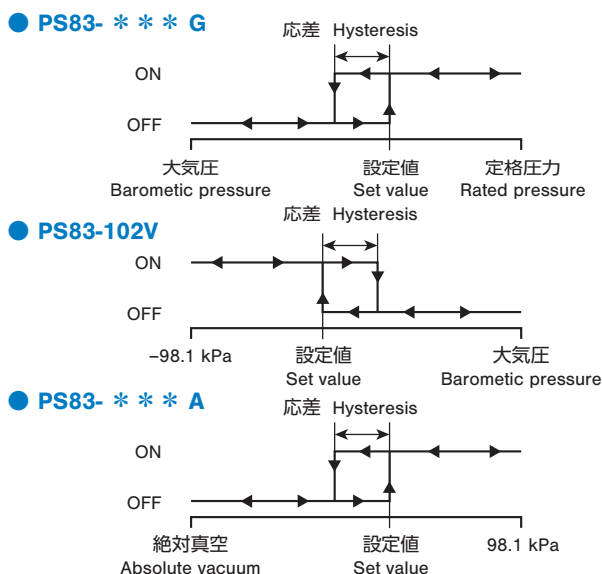 ● PS83- ＊＊＊ G
応差 Hysteresis
ON
OFF
大気圧 設定値 定格圧力
Barometic pressure Set value Rated pressure
● PS83-102V
応差 Hysteresis
ON
OFF
−98.1 kPa 設定値 大気圧
Set value Barometic pressure
● PS83- ＊＊＊ A
応差 Hysteresis
ON
OFF
絶対真空 設定値 98.1 kPa
Absolute vacuum Set value